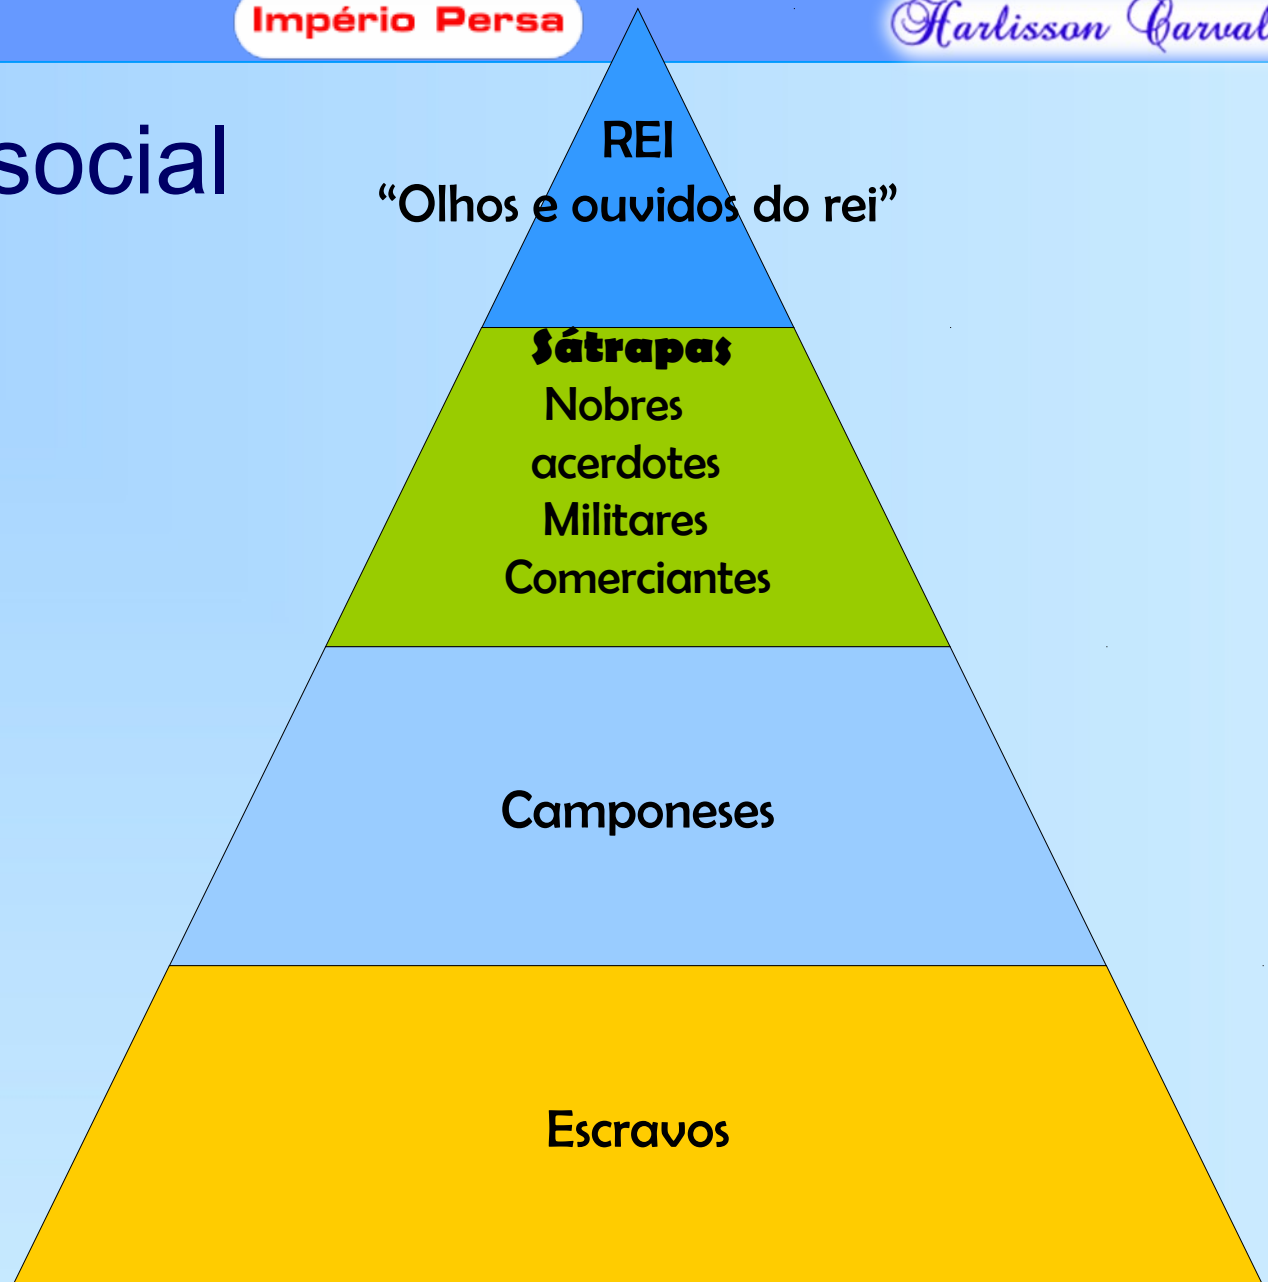 Império Persa
Harlisson Carval
social
REI
“Olhos e ouvidos do rei”
Sátrapas
Nobres
acerdotes
Militares
Comerciantes
Camponeses
Escravos